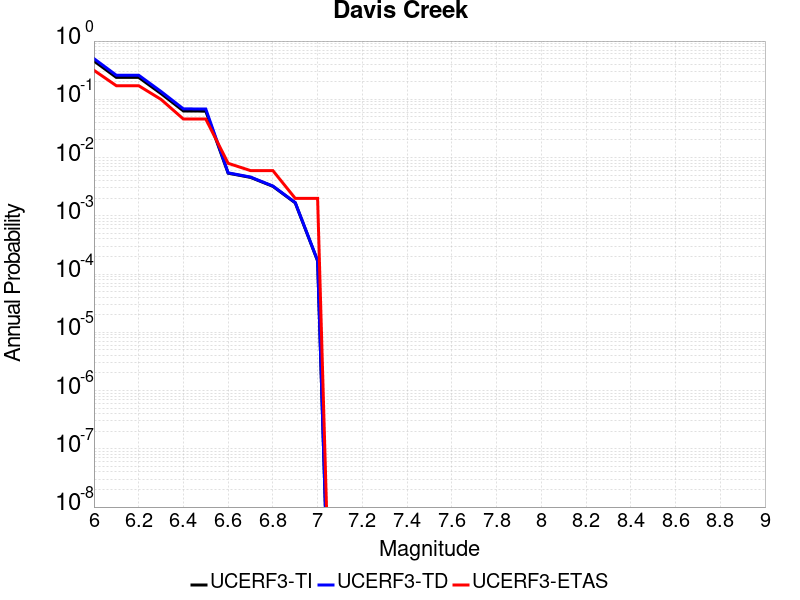 Davis Creek
Annual Probability
10^0
10^-1
10^-2
10^-3
10^-4
10^-5
10^-6
10^-7
10^-8
6 6.2 6.4 6.6 6.8 7 7.2 7.4 7.6 7.8 8 8.2 8.4 8.6 8.8 9
Magnitude
UCERF3-TI UCERF3-TD UCERF3-ETAS